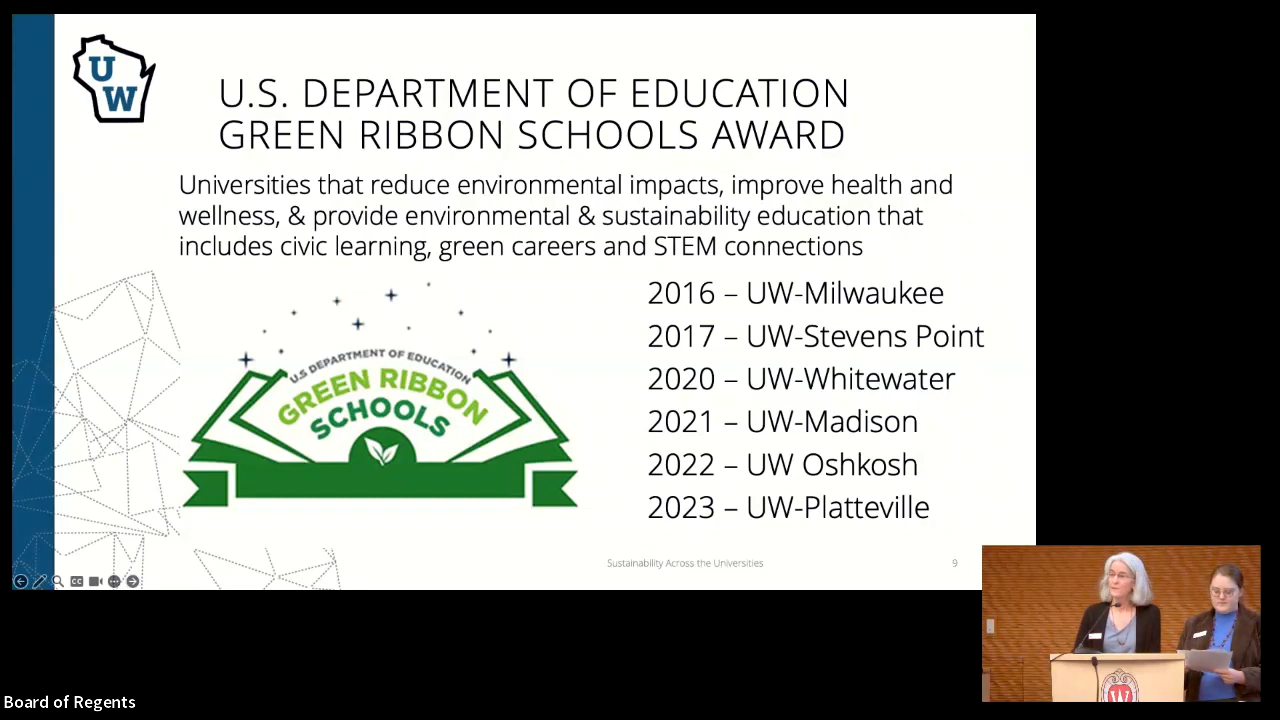 U
W
U.S. DEPARTMENT OF EDUCATION
GREEN RIBBON SCHOOLS AWARD
Universities that reduce environmental impacts, improve health and
wellness, & provide environmental & sustainability education that
includes civic learning, green careers and STEM connections
U.S DEPARTMENT OF EDUCATION
GREEN RIBBON
SCHOOLS
2016 – UW-Milwaukee
2017 – UW-Stevens Point
2020 – UW-Whitewater
2021 – UW-Madison
2022 – UW Oshkosh
2023 – UW-Platteville
Sustainability Across the Universities
9
CC
W
Board of Regents